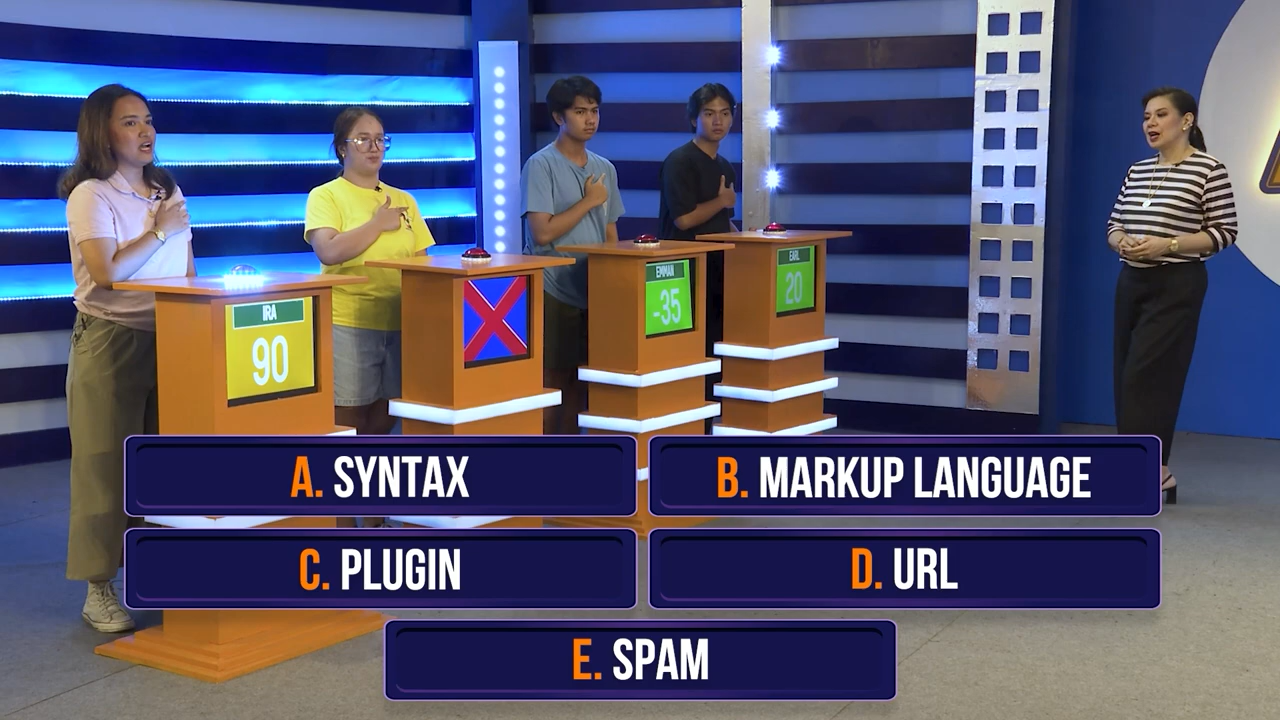 IRA
90
EMMAN
-35
EARL
20
A. SYNTAX
B. MARKUP LANGUAGE
C. PLUGIN
D. URL
E. SPAM